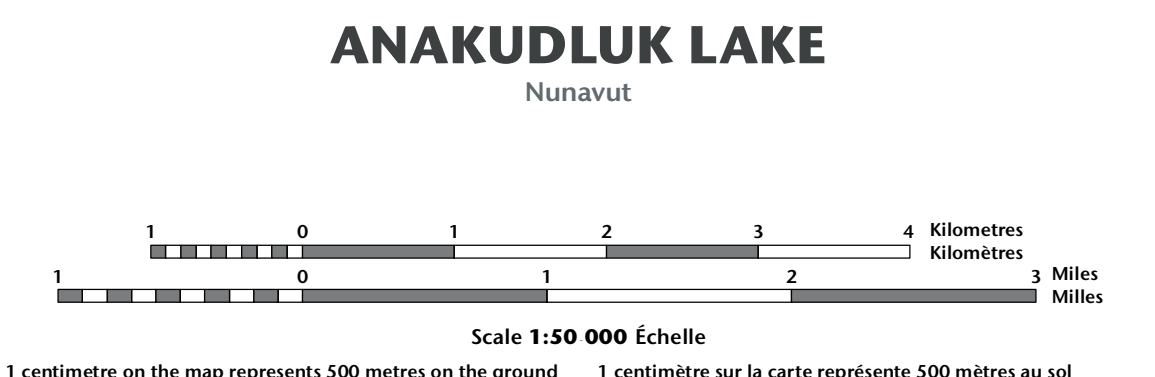 ANAKUDLUK LAKE
Nunavut
1 0 1 2 3 4 Kilometres
Kilomètres
1 0 1 2 3 Miles
Milles
Scale 1:50 000 Échelle
1 centimetre on the map represents 500 metres on the ground 1 centimètre sur la carte représente 500 mètres au sol